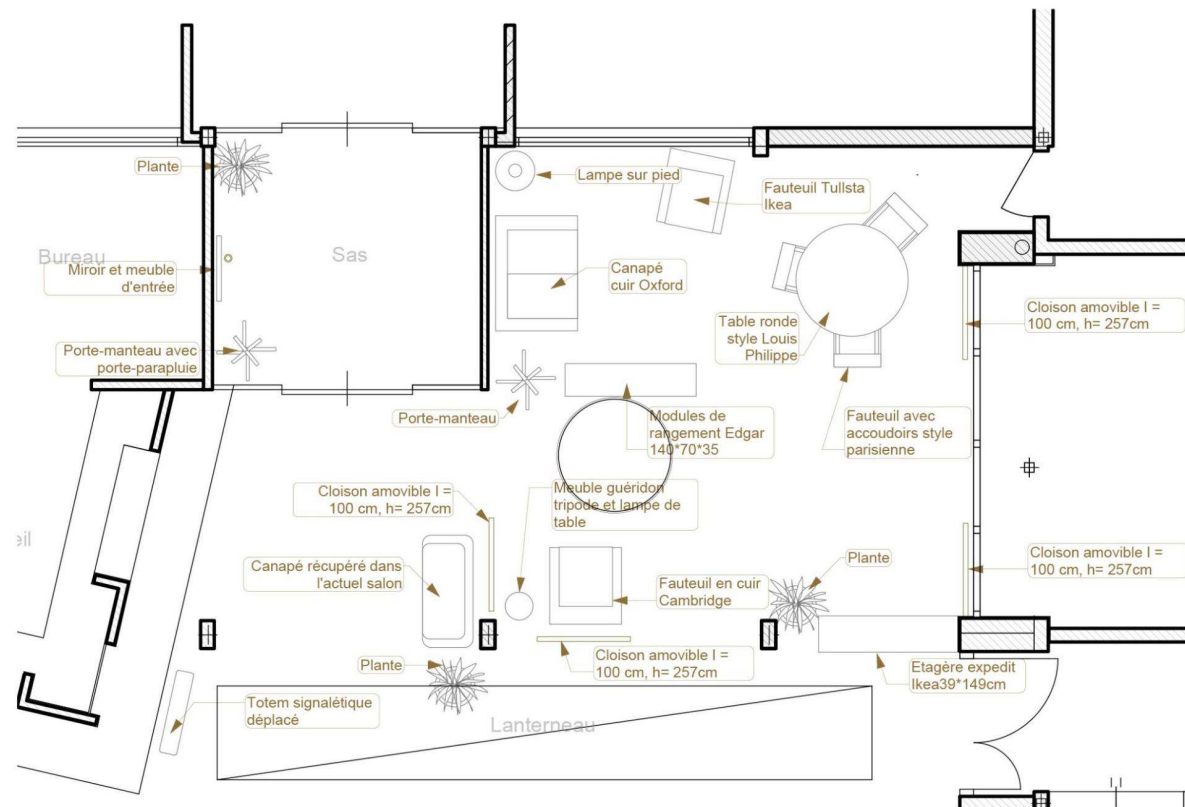 Plante
Lampe sur pied
Fauteuil Tullsta
Ikea
Bureau
Miroir et meuble
d'entrée
Sas
Canapé
cuir Oxford
Cloison amovible l =
100 cm, h= 257cm
Table ronde
style Louis
Philippe
Porte-manteau avec
porte-parapluie
Porte-manteau
Modules de
rangement Edgar
140*70*35
Fauteuil avec
accoudoirs style
parisienne
Cloison amovible l =
100 cm, h= 257cm
Meuble guéridon
tripode et lampe de
table
eil
Canapé récupéré dans
l'actuel salon
Fauteuil en cuir
Cambridge
Plante
Cloison amovible l =
100 cm, h= 257cm
Plante
Cloison amovible l =
100 cm, h= 257cm
Etagère expedit
Ikea39*149cm
Totem signalétique
déplacé
Lanterneau